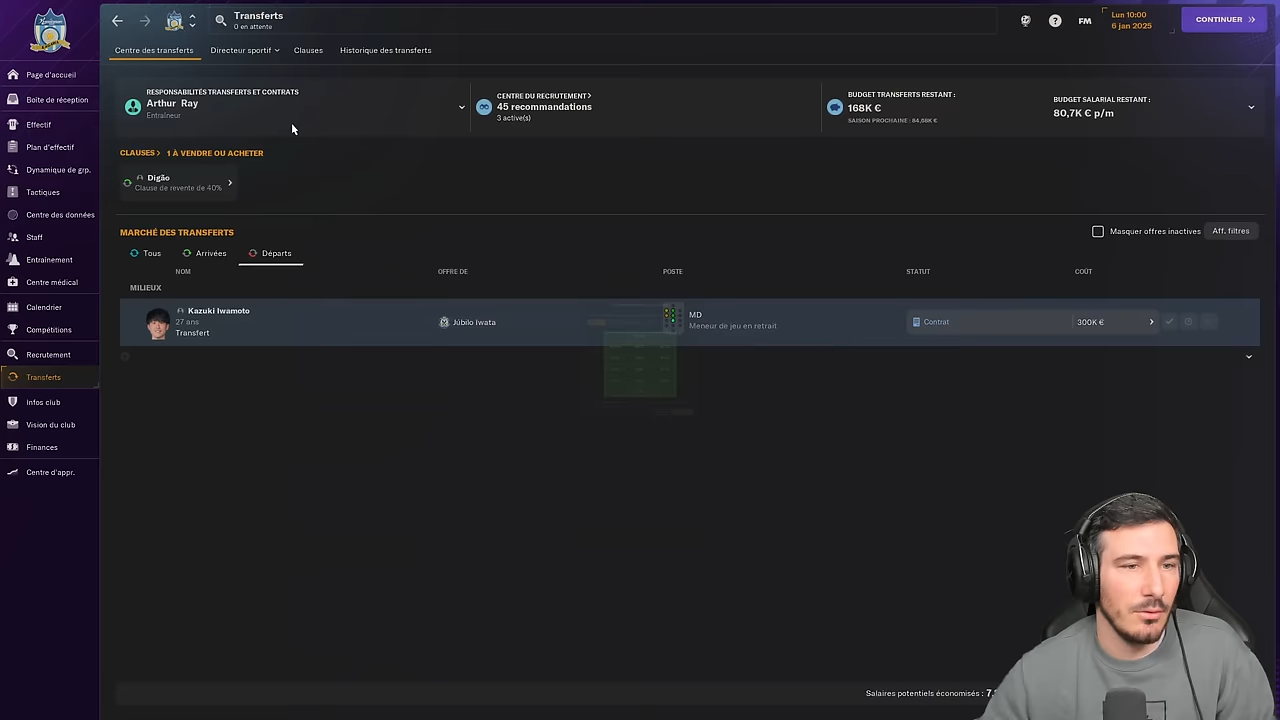 Transferts
0 en attente
Lun 10:00
6 jan 2025
FM
CONTINUER
Centre des transferts
Directeur sportif
Clauses
Historique des transferts
Page d'accueil
Boîte de réception
Effectif
Plan d'effectif
Dynamique de grp.
Tactiques
Centre des données
Staff
Entraînement
Centre médical
Calendrier
Compétitions
Recrutement
Transferts
Infos club
Vision du club
Finances
Centre d'appr.
RESPONSABILITÉS TRANSFERTS ET CONTRATS
Arthur Ray
Entraîneur
CENTRE DU RECRUTEMENT >
45 recommandations
3 active(s)
BUDGET TRANSFERTS RESTANT :
168K €
SAISON PROCHAINE : 84,68K €
BUDGET SALARIAL RESTANT :
80,7K € p/m
CLAUSES > 1 À VENDRE OU ACHETER
Digão
Clause de revente de 40%
MARCHÉ DES TRANSFERTS
Masquer offres inactives
Aff. filtres
Tous
Arrivées
Départs
NOM OFFRE DE POSTE STATUT COÛT
MILIEUX
Kazuki Iwamoto
27 ans
Transfert
Júbilo Iwata
MD
Meneur de jeu en retrait
Contrat
300K €
Salaires potentiels économisés :